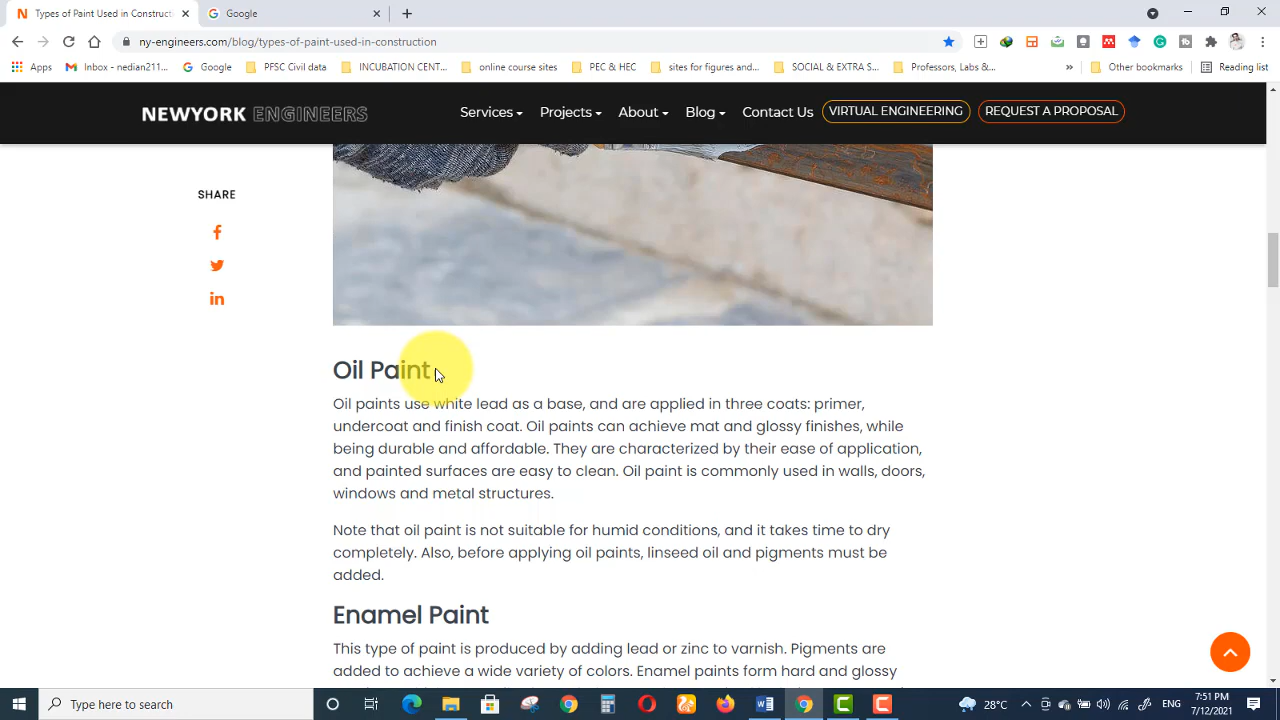 Types of Paint Used in Construct
Google
ny-engineers.com/blog/types-of-paint-used-in-construction
Apps
Inbox - nedian211...
Google
PFSC Civil data
INCUBATION CENT...
online course sites
PEC & HEC
sites for figures and...
SOCIAL & EXTRA S...
Professors, Labs &...
»
Other bookmarks
Reading list
NEWYORK ENGINEERS
Services
Projects
About
Blog
Contact Us
VIRTUAL ENGINEERING
REQUEST A PROPOSAL
SHARE
Oil Paint
Oil paints use white lead as a base, and are applied in three coats: primer,
undercoat and finish coat. Oil paints can achieve mat and glossy finishes, while
being durable and affordable. They are characterized by their ease of application,
and painted surfaces are easy to clean. Oil paint is commonly used in walls, doors,
windows and metal structures.
Note that oil paint is not suitable for humid conditions, and it takes time to dry
completely. Also, before applying oil paints, linseed oil and pigments must be
added.
Enamel Paint
This type of paint is produced by adding lead or zinc to varnish. Pigments are
added to achieve a wide variety of colors. Enamel paints form hard and glossy
Type here to search
28°C
ENG
7:51 PM
7/12/2021